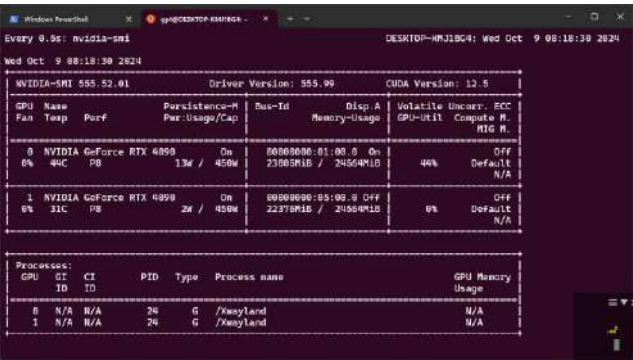 Windows PowerShell
gpt@DESKTOP-KMJ1BG4: ~
Every 0.5s: nvidia-smi DESKTOP-KMJ1BG4: Wed Oct 9 08:18:30 2024
Wed Oct 9 08:18:30 2024
NVIDIA-SMI 555.52.01 Driver Version: 555.99 CUDA Version: 12.5
GPU Name Persistence-M | Bus-Id Disp.A | Volatile Uncorr. ECC
Fan Temp Perf Pwr:Usage/Cap | Memory-Usage | GPU-Util Compute M.
MIG M.
0 NVIDIA GeForce RTX 4090 On | 00000000:01:00.0 On | Off
0% 44C P8 13W / 450W | 23005MiB / 24564MiB | 44% Default
N/A
1 NVIDIA GeForce RTX 4090 On | 00000000:05:00.0 Off | Off
0% 31C P8 2W / 450W | 22376MiB / 24564MiB | 0% Default
N/A
Processes:
GPU GI CI PID Type Process name GPU Memory
ID ID Usage
0 N/A N/A 24 G /Xwayland N/A
1 N/A N/A 24 G /Xwayland N/A